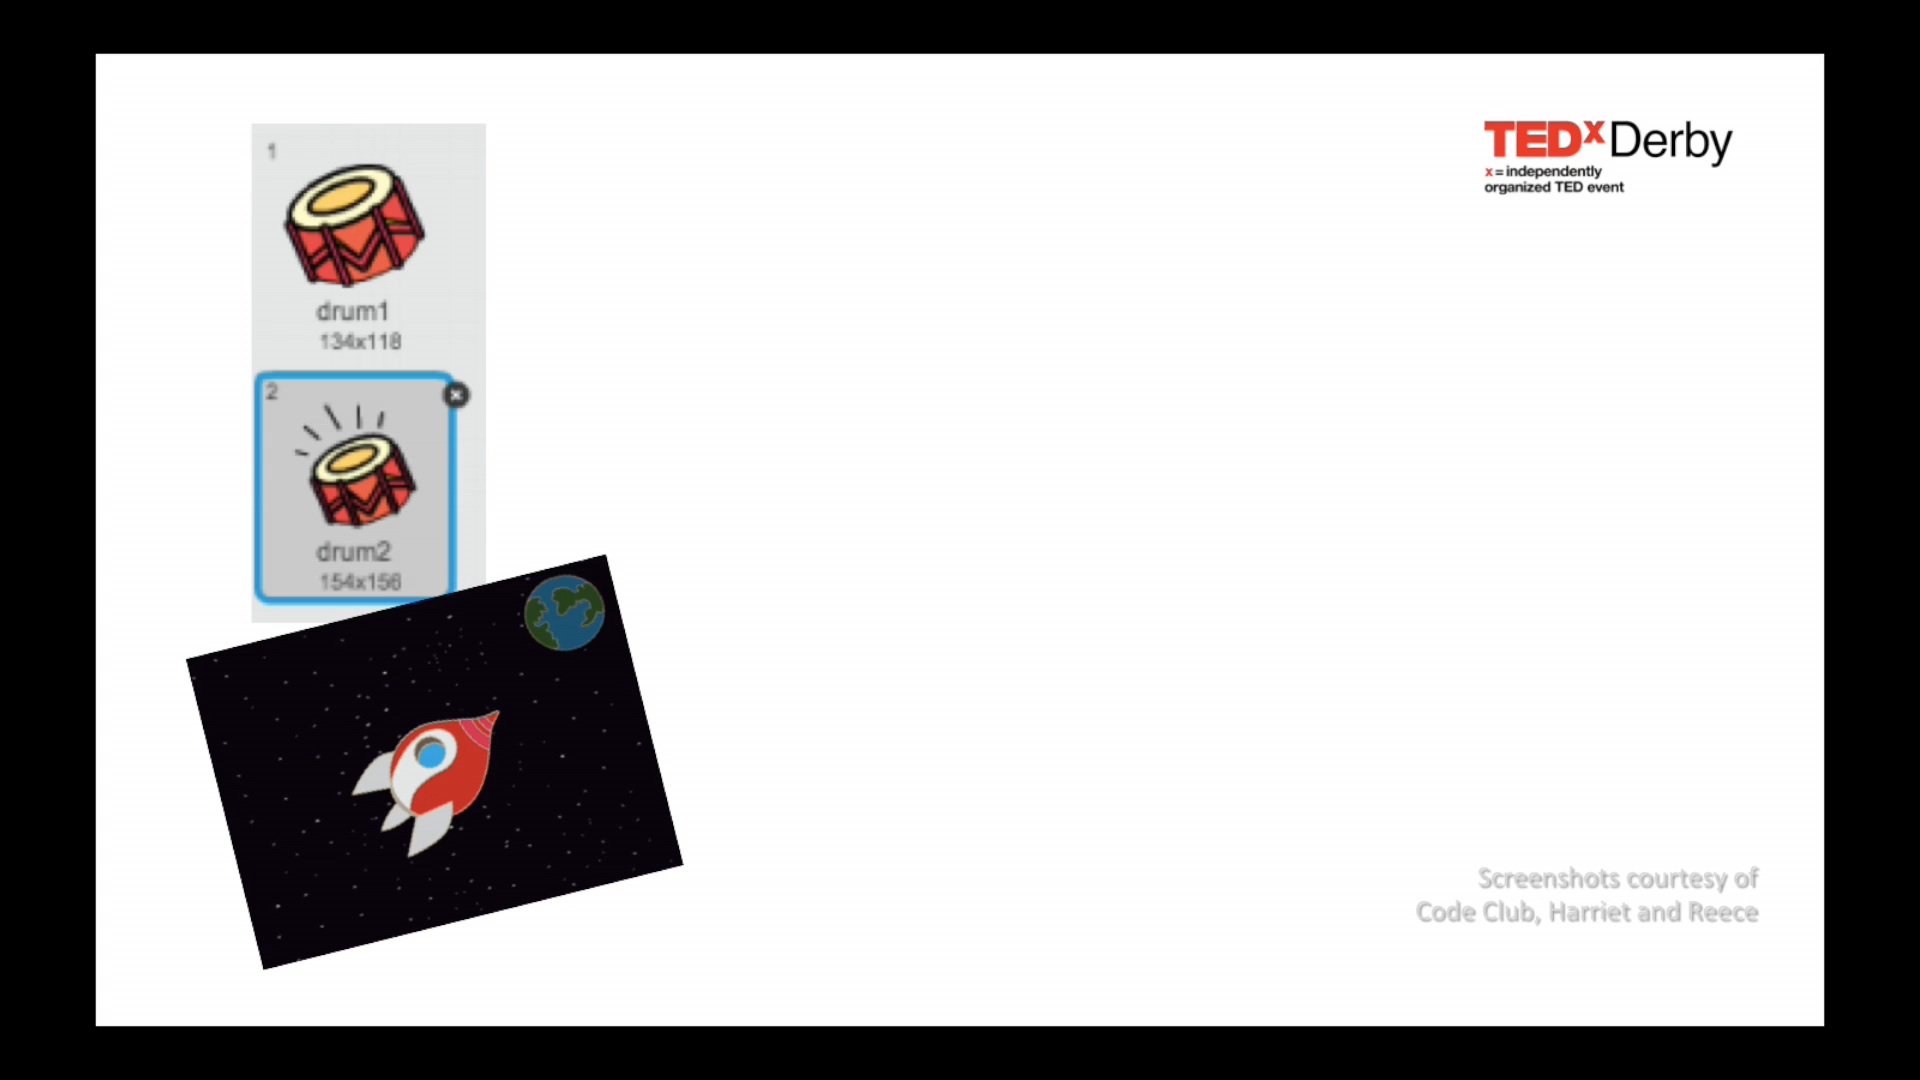 1
drum1
134x118
2
drum2
154x156
TEDxDerby
x = independently
organized TED event
Screenshots courtesy of
Code Club, Harriet and Reece